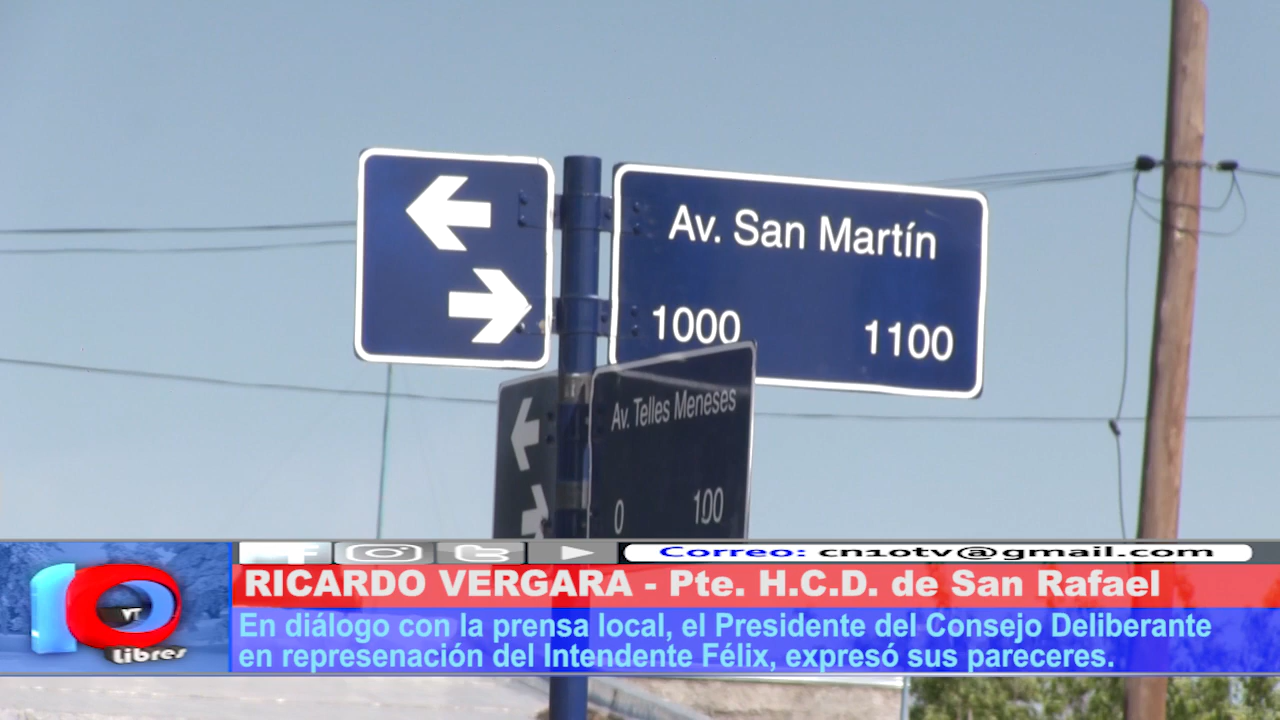 Av. San Martín
1000 1100
Av. Telles Meneses
0 100
Correo: cn10tv@gmail.com
RICARDO VERGARA - Pte. H.C.D. de San Rafael
En diálogo con la prensa local, el Presidente del Consejo Deliberante
en represenación del Intendente Félix, expresó sus pareceres.
10
VT
Libres